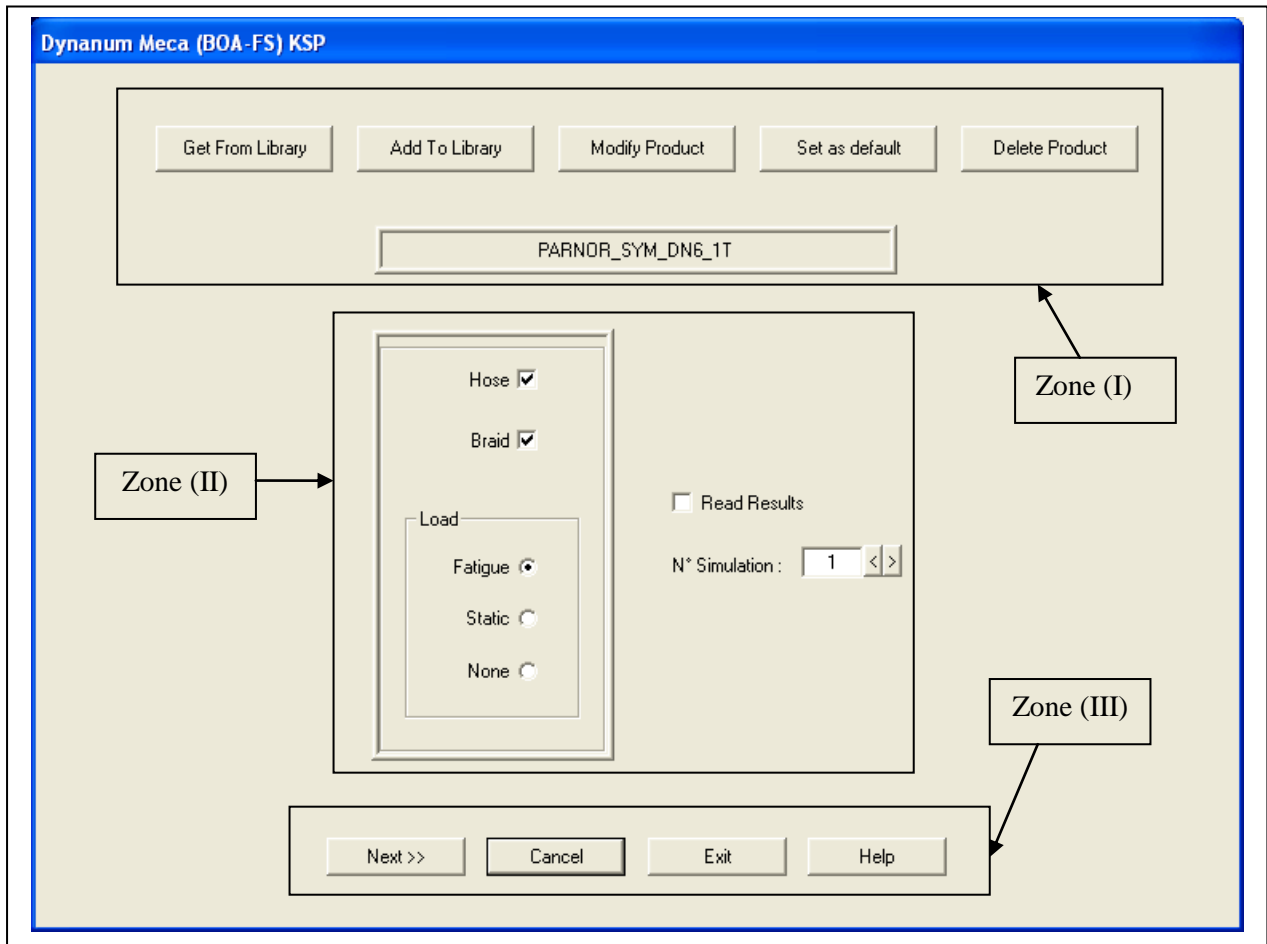 Dynanum Meca (BOA-FS) KSP
Get From Library Add To Library Modify Product Set as default Delete Product
PARNOR_SYM_DN6_1T
Zone (I)
Hose
Braid
Zone (II)
Load
Fatigue
Static
None
Read Results
N° Simulation : 1 < >
Zone (III)
Next >> Cancel Exit Help